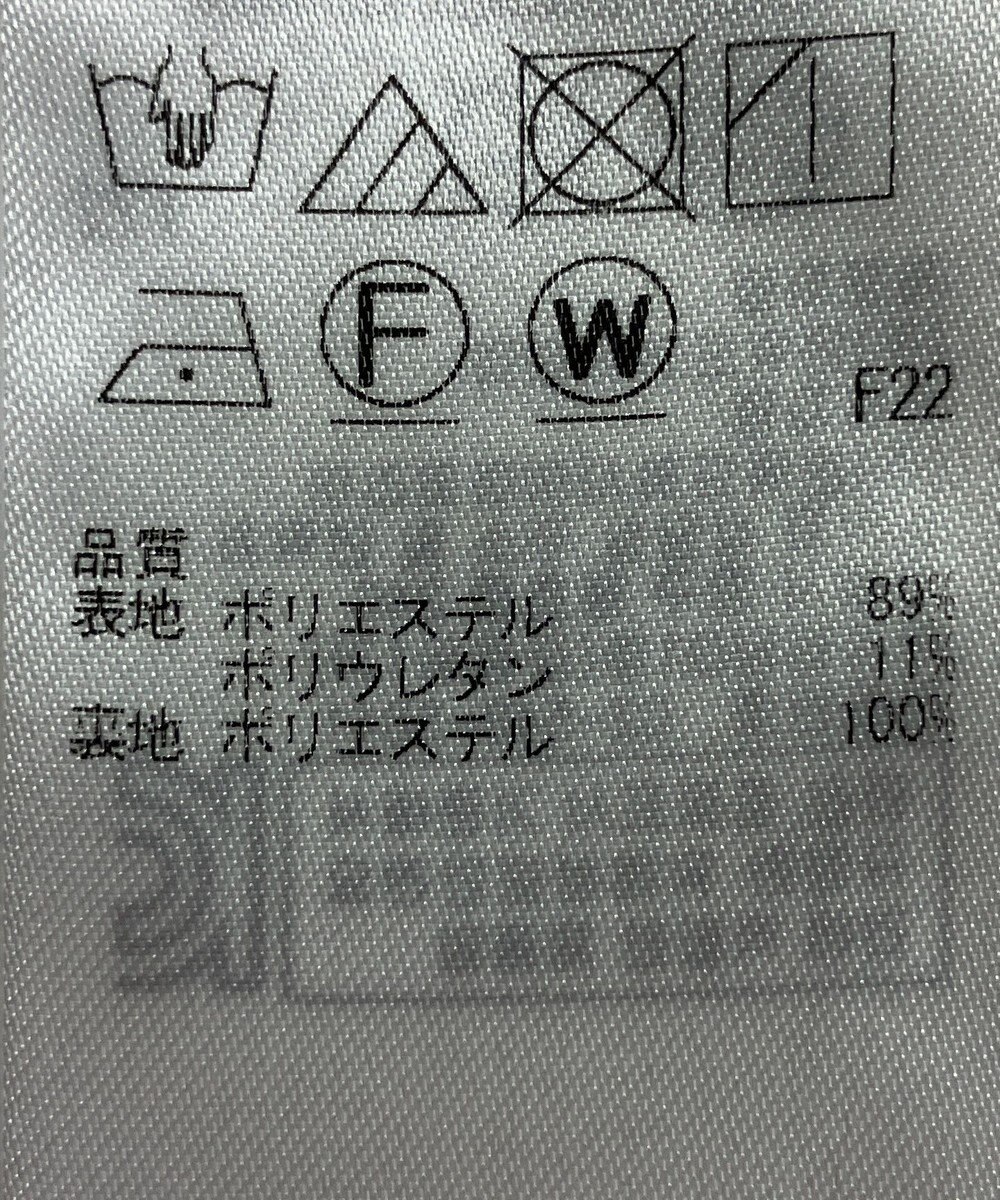 F W
F22
品質
表地 ポリエステル 89%
ポリウレタン 11%
裏地 ポリエステル 100%